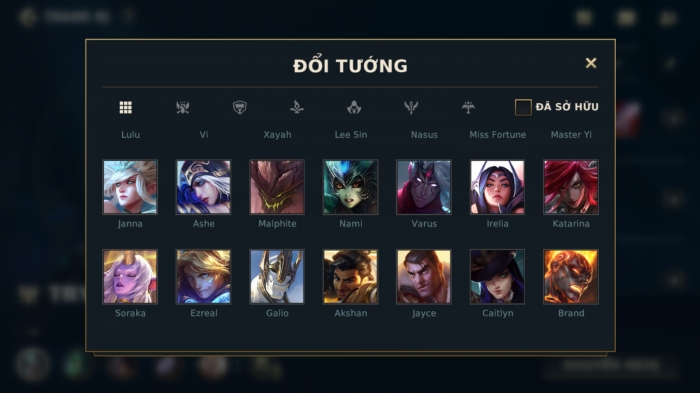 ĐỔI TƯỚNG
ĐÃ SỞ HỮU
Lulu Vi Xayah Lee Sin Nasus Miss Fortune Master Yi
Janna Ashe Malphite Nami Varus Irelia Katarina
Soraka Ezreal Galio Akshan Jayce Caitlyn Brand